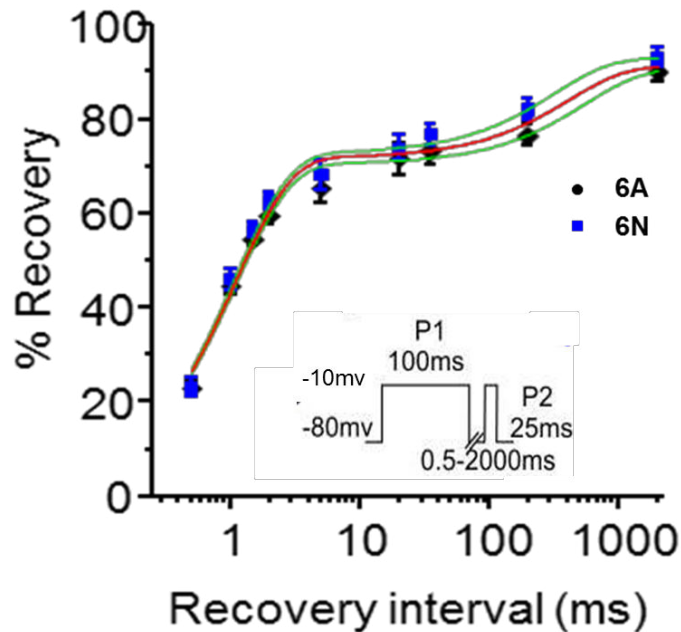 100
80
60
40
20
0
% Recovery
6A
6N
P1
100ms
-10mv
P2
-80mv
25ms
0.5-2000ms
1 10 100 1000
Recovery interval (ms)